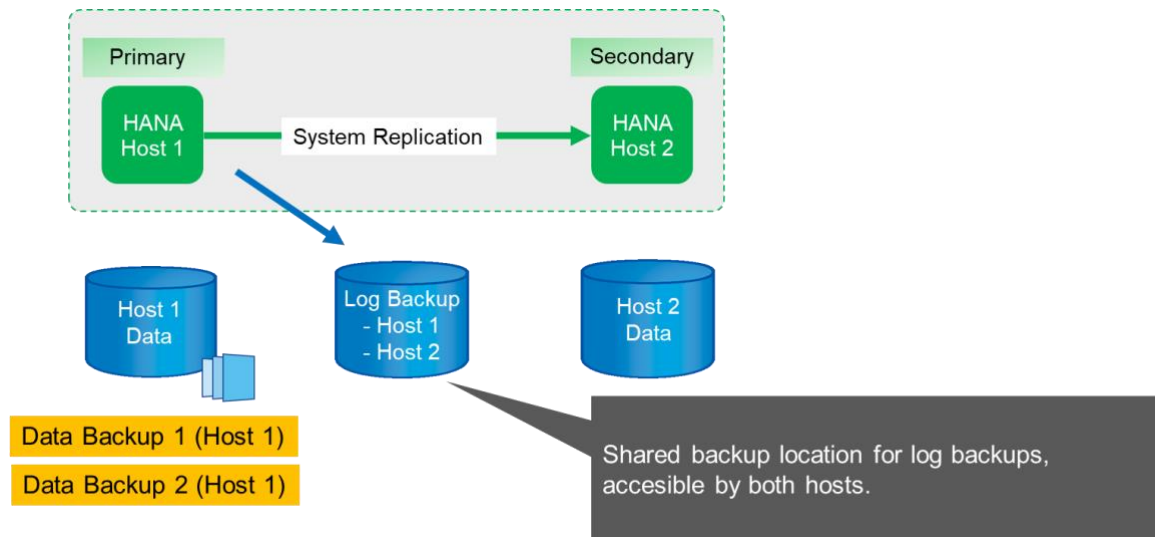 Primary
Secondary
HANA
Host 1
System Replication
HANA
Host 2
Host 1
Data
Log Backup
- Host 1
- Host 2
Host 2
Data
Data Backup 1 (Host 1)
Data Backup 2 (Host 1)
Shared backup location for log backups,
accesible by both hosts.